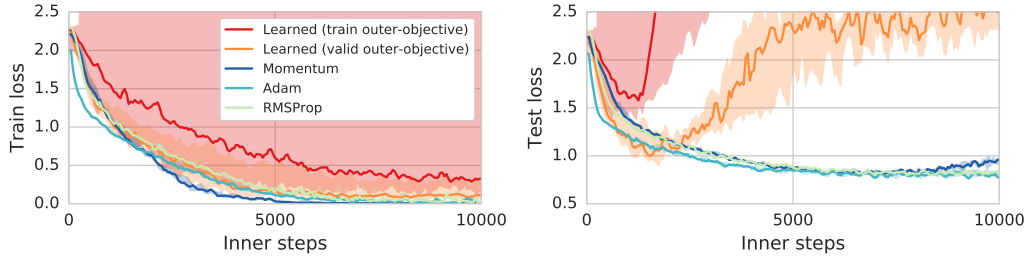 Train loss
2.5
2.0
1.5
1.0
0.5
0.0
0
5000
10000
Inner steps
Learned (train outer-objective)
Learned (valid outer-objective)
Momentum
Adam
RMSProp
Test loss
2.5
2.0
1.5
1.0
0.5
0
5000
10000
Inner steps